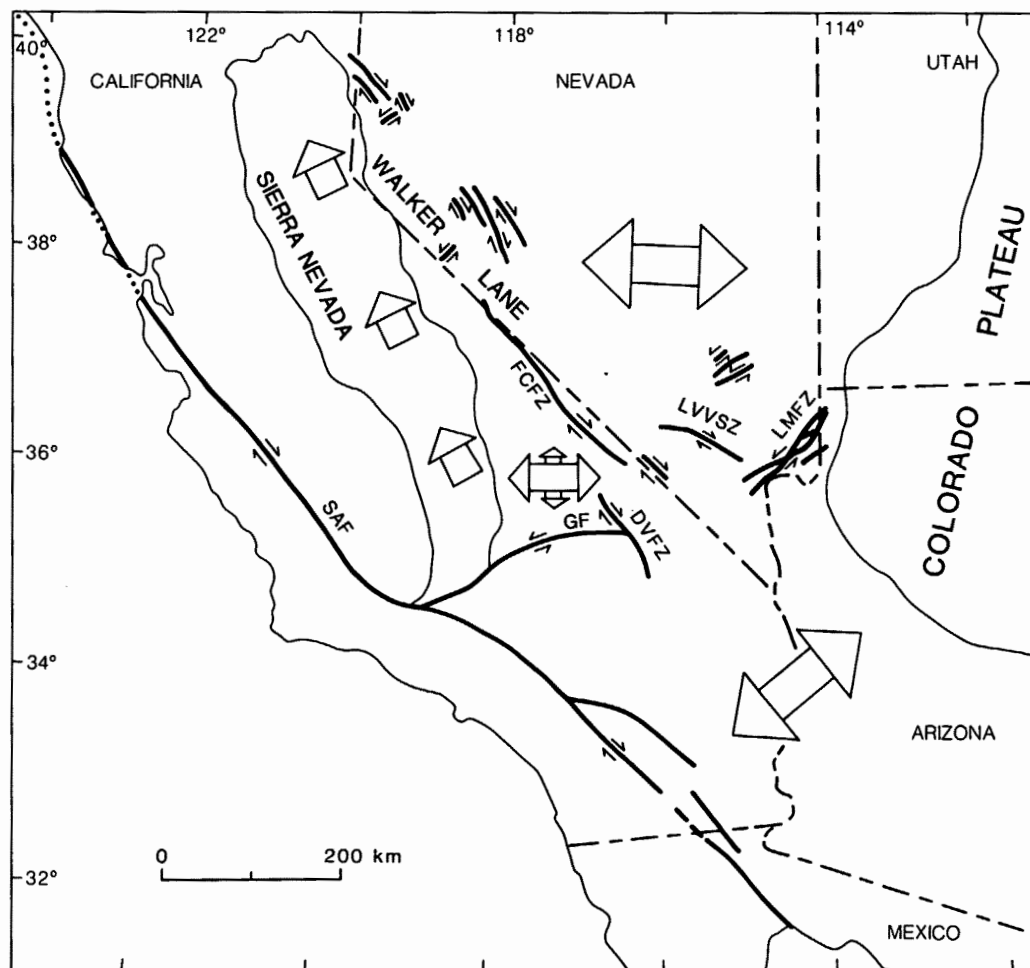 40°
122°
118°
114°
CALIFORNIA
NEVADA
UTAH
38°
WALKER
LANE
SIERRA NEVADA
PLATEAU
COLORADO
FCFZ
LVVSZ
LMFZ
36°
SAF
GF
DVFZ
34°
ARIZONA
0 200 km
32°
MEXICO